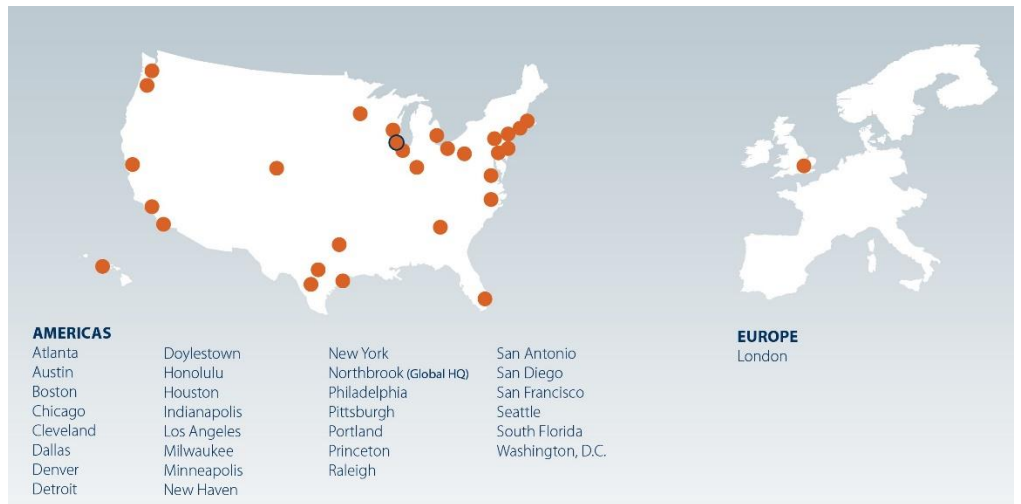 AMERICAS
Atlanta
Austin
Boston
Chicago
Cleveland
Dallas
Denver
Detroit
Doylestown
Honolulu
Houston
Indianapolis
Los Angeles
Milwaukee
Minneapolis
New Haven
New York
Northbrook (Global HQ)
Philadelphia
Pittsburgh
Portland
Princeton
Raleigh
San Antonio
San Diego
San Francisco
Seattle
South Florida
Washington, D.C.
EUROPE
London